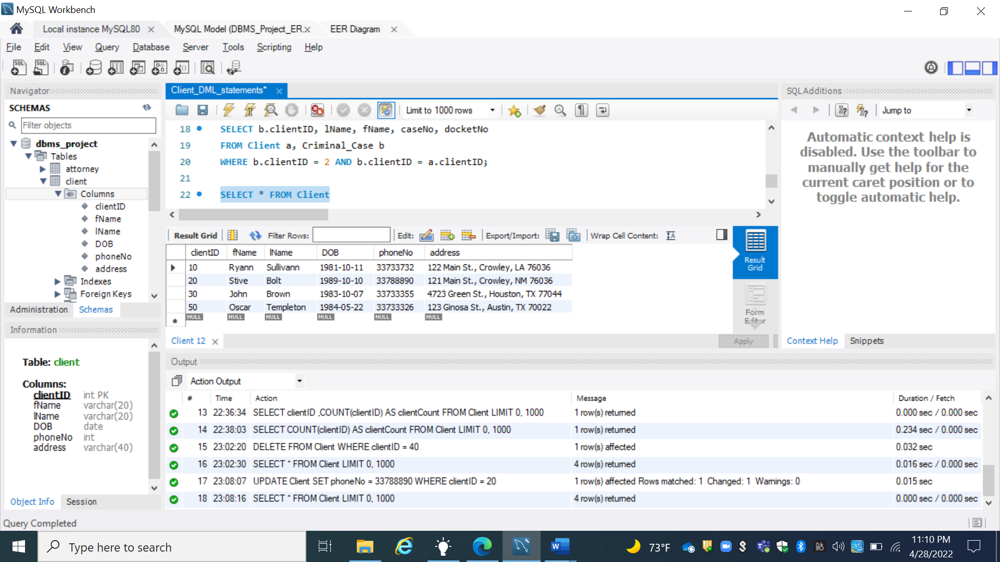 MySQL Workbench
Local instance MySQL80
MySQL Model (DBMS_Project_ER.
EER Diagram
File Edit View Query Database Server Tools Scripting Help
Navigator
SCHEMAS
Filter objects
dbms_project
Tables
attorney
client
Columns
clientID
fName
lName
DOB
phoneNo
address
Indexes
Foreign Keys
Administration Schemas
Information
Table: client
Columns:
clientID int PK
fName varchar(20)
lName varchar(20)
DOB date
phoneNo int
address varchar(40)
Object Info Session
Query Completed
Client_DML_statements*
Limit to 1000 rows
18 SELECT b.clientID, lName, fName, caseNo, docketNo
19 FROM Client a, Criminal_Case b
20 WHERE b.clientID = 2 AND b.clientID = a.clientID;
21
22 SELECT * FROM Client
Result Grid Filter Rows: Edit: Export/Import: Wrap Cell Content:
clientID fName lName DOB phoneNo address
10 Ryann Sullivann 1981-10-11 33733732 122 Main St., Crowley, LA 76036
20 Stive Bolt 1989-10-10 33788890 121 Main St., Crowley, NM 76036
30 John Brown 1983-10-07 33733355 4723 Green St., Houston, TX 77044
50 Oscar Templeton 1984-05-22 33733326 123 Ginosa St., Austin, TX 70022
NULL NULL NULL NULL NULL NULL
Result
Grid
Form
Editor
Client 12
Apply
SQLAdditions
Jump to
Automatic context help is
disabled. Use the toolbar to
manually get help for the
current caret position or to
toggle automatic help.
Context Help Snippets
Output
Action Output
# Time Action Message Duration / Fetch
13 22:36:34 SELECT clientID ,COUNT(clientID) AS clientCount FROM Client LIMIT 0, 1000 1 row(s) returned 0.000 sec / 0.000 sec
14 22:38:03 SELECT COUNT(clientID) AS clientCount FROM Client LIMIT 0, 1000 1 row(s) returned 0.234 sec / 0.000 sec
15 23:02:20 DELETE FROM Client WHERE clientID = 40 1 row(s) affected 0.032 sec
16 23:02:30 SELECT * FROM Client LIMIT 0, 1000 4 row(s) returned 0.016 sec / 0.000 sec
17 23:08:07 UPDATE Client SET phoneNo = 33788890 WHERE clientID = 20 1 row(s) affected Rows matched: 1 Changed: 1 Warnings: 0 0.015 sec
18 23:08:16 SELECT * FROM Client LIMIT 0, 1000 4 row(s) returned 0.000 sec / 0.000 sec
Type here to search
73°F
11:10 PM
4/28/2022